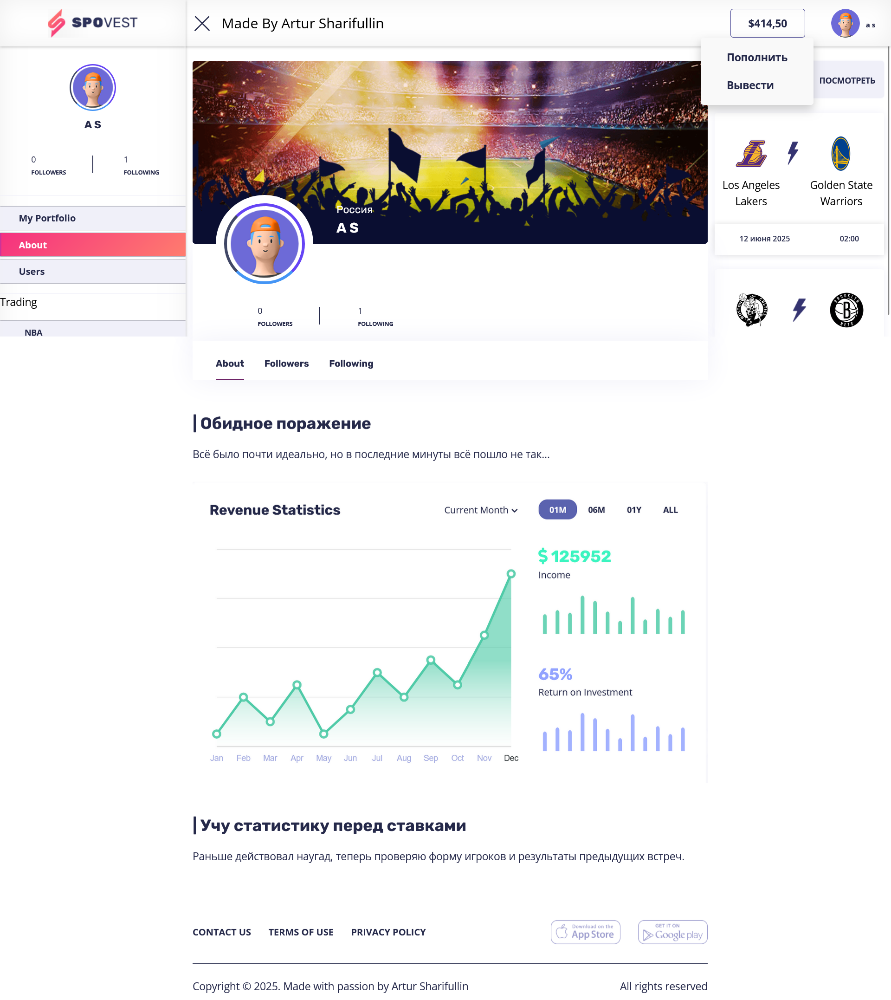 SPOVEST
Made By Artur Sharifullin
$414,50
a s
Пополнить
Вывести
ПОСМОТРЕТЬ
A S
0
FOLLOWERS
1
FOLLOWING
My Portfolio
About
Users
Trading
NBA
Россия
A S
0
FOLLOWERS
1
FOLLOWING
About
Followers
Following
Los Angeles
Lakers
Golden State
Warriors
12 июня 2025
02:00
BOSTON CELTICS
BROOKLYN
B
NETS
Обидное поражение
Всё было почти идеально, но в последние минуты всё пошло не так...
Revenue Statistics
Current Month
01M
06M
01Y
ALL
$ 125952
Income
65%
Return on Investment
Jan
Feb
Mar
Apr
May
Jun
Jul
Aug
Sep
Oct
Nov
Dec
Учу статистику перед ставками
Раньше действовал наугад, теперь проверяю форму игроков и результаты предыдущих встреч.
CONTACT US
TERMS OF USE
PRIVACY POLICY
Download on the
App Store
GET IT ON
Google play
Copyright © 2025. Made with passion by Artur Sharifullin
All rights reserved